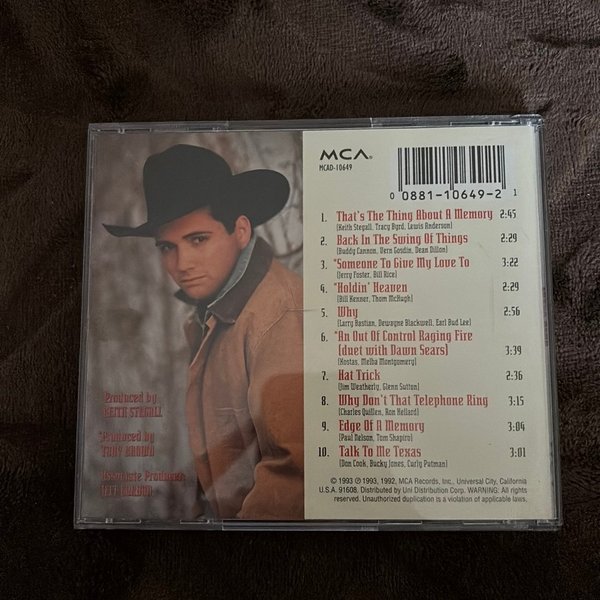 MCA®
MCAD-10649
0 0881-10649-2 1
1. That's The Thing About A Memory 2:45
(Keith Stegall, Tracy Byrd, Lewis Anderson)
2. Back In The Swing Of Things 2:29
(Buddy Cannon, Vern Gosdin, Dean Dillon)
3. *Someone To Give My Love To 3:22
(Jerry Foster, Bill Rice)
4. *Holdin' Heaven 2:29
(Bill Kenner, Thom McHugh)
5. Why 2:56
(Larry Bastian, Dewayne Blackwell, Earl Bud Lee)
6. *An Out Of Control Raging Fire
(duet with Dawn Sears) 3:39
(Kostas, Melba Montgomery)
7. Hat Trick 2:36
(Jim Weatherly, Glenn Sutton)
8. Why Don't That Telephone Ring 3:15
(Charles Quillen, Ron Hellard)
9. Edge Of A Memory 3:04
(Paul Nelson, Tom Shapiro)
10. Talk To Me Texas 3:01
(Don Cook, Bucky Jones, Curly Putman)
Produced by
KEITH STEGALL
*Produced by
TONY BROWN
Associate Producer:
JEFF GORDON
© 1993 ℗ 1993, 1992, MCA Records, Inc., Universal City, California
U.S.A. 91608. Distributed by Uni Distribution Corp. WARNING: All rights
reserved. Unauthorized duplication is a violation of applicable laws.